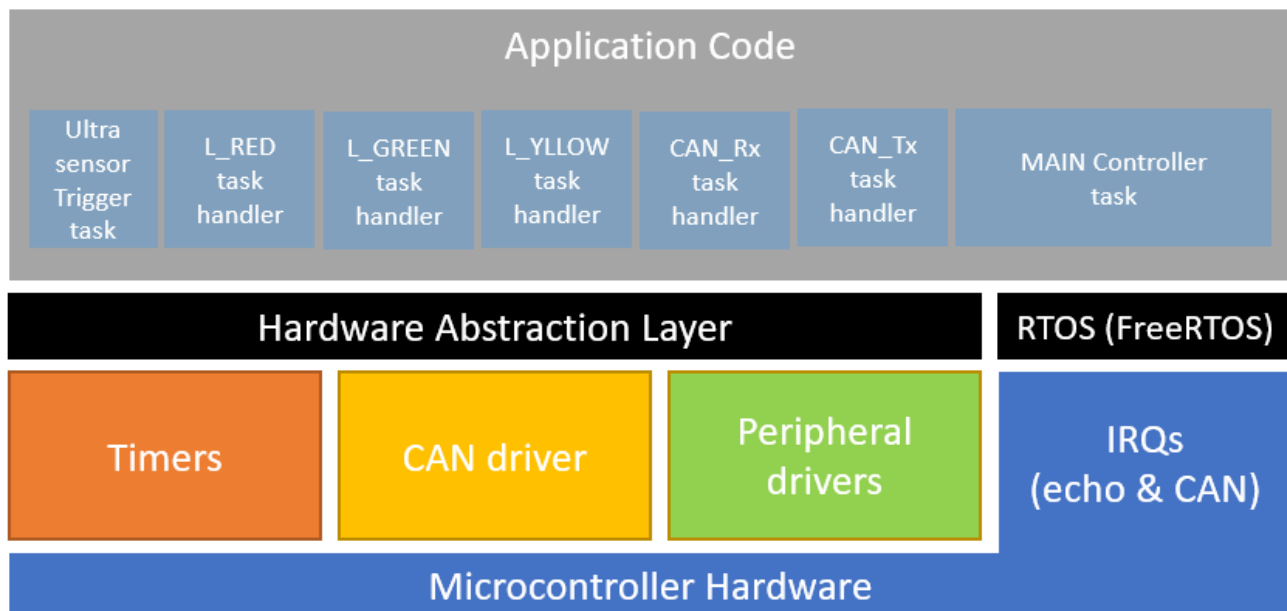 Application Code
Ultra
sensor
Trigger
task
L_RED
task
handler
L_GREEN
task
handler
L_YLLOW
task
handler
CAN_Rx
task
handler
CAN_Tx
task
handler
MAIN Controller
task
Hardware Abstraction Layer
RTOS (FreeRTOS)
Timers
CAN driver
Peripheral
drivers
IRQs
(echo & CAN)
Microcontroller Hardware